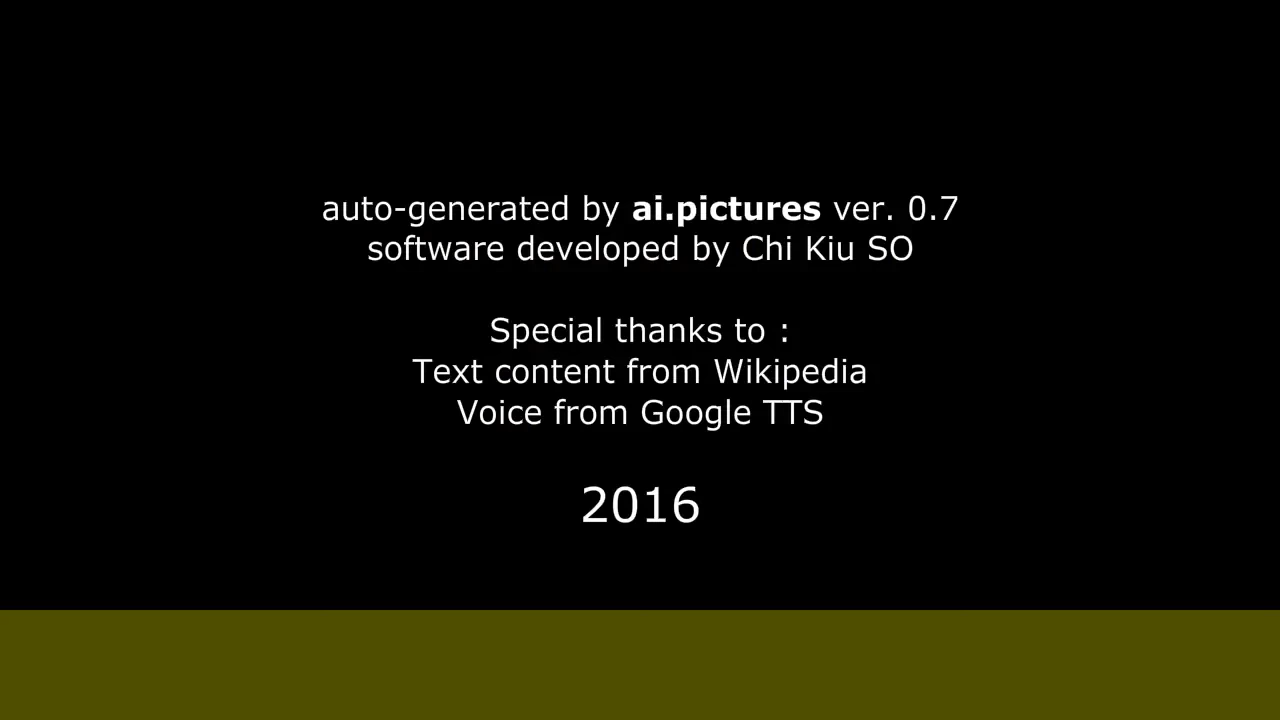 auto-generated by ai.pictures ver. 0.7
software developed by Chi Kiu SO
Special thanks to :
Text content from Wikipedia
Voice from Google TTS
2016